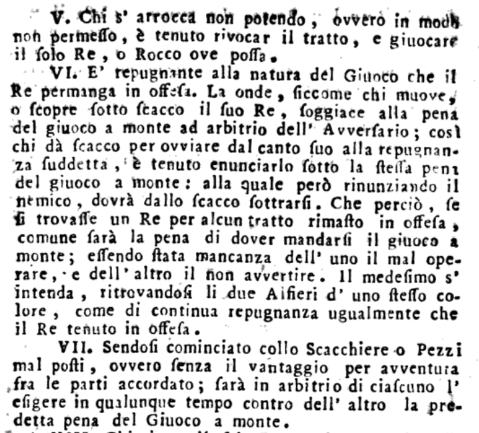 V. Chi s' arrocca non potendo, ovvero in modo
non permeſſo, è tenuto rivocar il tratto, e giuocare
il ſolo Re, o Rocco ove poſſa.
VI. E' repugnante alla natura del Giuoco che il
Re permanga in offeſa. La onde, ſiccome chi muove,
o ſcopre ſotto ſcacco il ſuo Re, ſoggiace alla pena
del giuoco a monte ad arbitrio dell' Avverſario; così
chi dà ſcacco per ovviare dal canto ſuo alla repugnan-
za ſuddetta, è tenuto enunciarlo ſotto la ſteſſa pena
del giuoco a monte: alla quale però rinunziando il
nemico, dovrà dallo ſcacco ſottrarſi. Che perciò, ſe
ſi trovaſſe un Re per alcun tratto rimaſto in offeſa,
comune ſarà la pena di dover mandarſi il giuoco a
monte; eſſendo ſtata mancanza dell' uno il mal ope-
rare, e dell' altro il non avvertire. Il medeſimo s'
intenda, ritrovandoſi li due Alfieri d' uno ſteſſo co-
lore, come di continua repugnanza ugualmente che
il Re tenuto in offeſa.
VII. Sendoſi cominciato collo Scacchiere o Pezzi
mal poſti, ovvero ſenza il vantaggio per avventura
fra le parti accordato; ſarà in arbitrio di ciaſcuno l'
eſigere in qualunque tempo contro dell' altro la pre-
detta pena del Giuoco a monte.